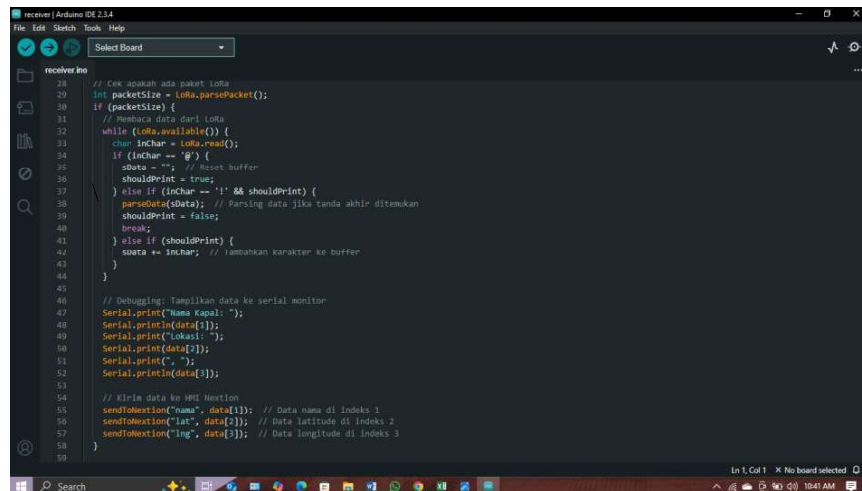 receiver | Arduino IDE 2.3.4
File Edit Sketch Tools Help
Select Board
receiver.ino
28 // Cek apakah ada paket LoRa
29 int packetSize = LoRa.parsePacket();
30 if (packetSize) {
31 // Membaca data dari LoRa
32 while (LoRa.available()) {
33 char inChar = LoRa.read();
34 if (inChar == '@') {
35 sData = ""; // Reset buffer
36 shouldPrint = true;
37 } else if (inChar == '!' && shouldPrint) {
38 parseData(sData); // Parsing data jika tanda akhir ditemukan
39 shouldPrint = false;
40 break;
41 } else if (shouldPrint) {
42 sData += inChar; // Tambahkan karakter ke buffer
43 }
44 }
45
46 // Debugging: Tampilkan data ke serial monitor
47 Serial.print("Nama Kapal: ");
48 Serial.println(data[1]);
49 Serial.print("Lokasi: ");
50 Serial.print(data[2]);
51 Serial.print(", ");
52 Serial.println(data[3]);
53
54 // Kirim data ke HMI Nextion
55 sendToNextion("nama", data[1]); // Data nama di indeks 1
56 sendToNextion("lat", data[2]); // Data latitude di indeks 2
57 sendToNextion("lng", data[3]); // Data longitude di indeks 3
58 }
59
Ln 1, Col 1 × No board selected
Search
10:41 AM